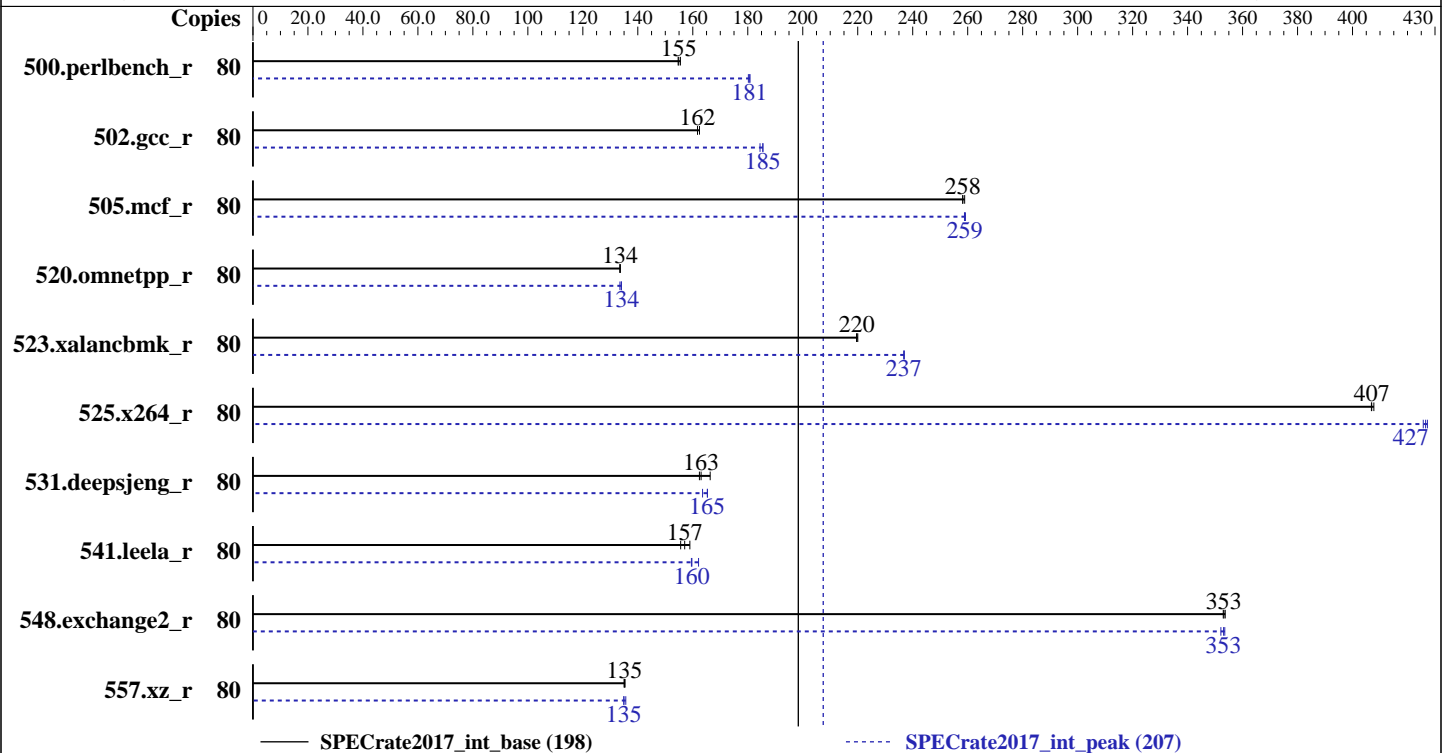 Copies 0 20.0 40.0 60.0 80.0 100 120 140 160 180 200 220 240 260 280 300 320 340 360 380 400 430
155
500.perlbench_r 80
181
162
502.gcc_r 80
185
258
505.mcf_r 80
259
134
520.omnetpp_r 80
134
220
523.xalancbmk_r 80
237
407
525.x264_r 80
427
163
531.deepsjeng_r 80
165
157
541.leela_r 80
160
353
548.exchange2_r 80
353
135
557.xz_r 80
135
SPECrate2017_int_base (198) SPECrate2017_int_peak (207)